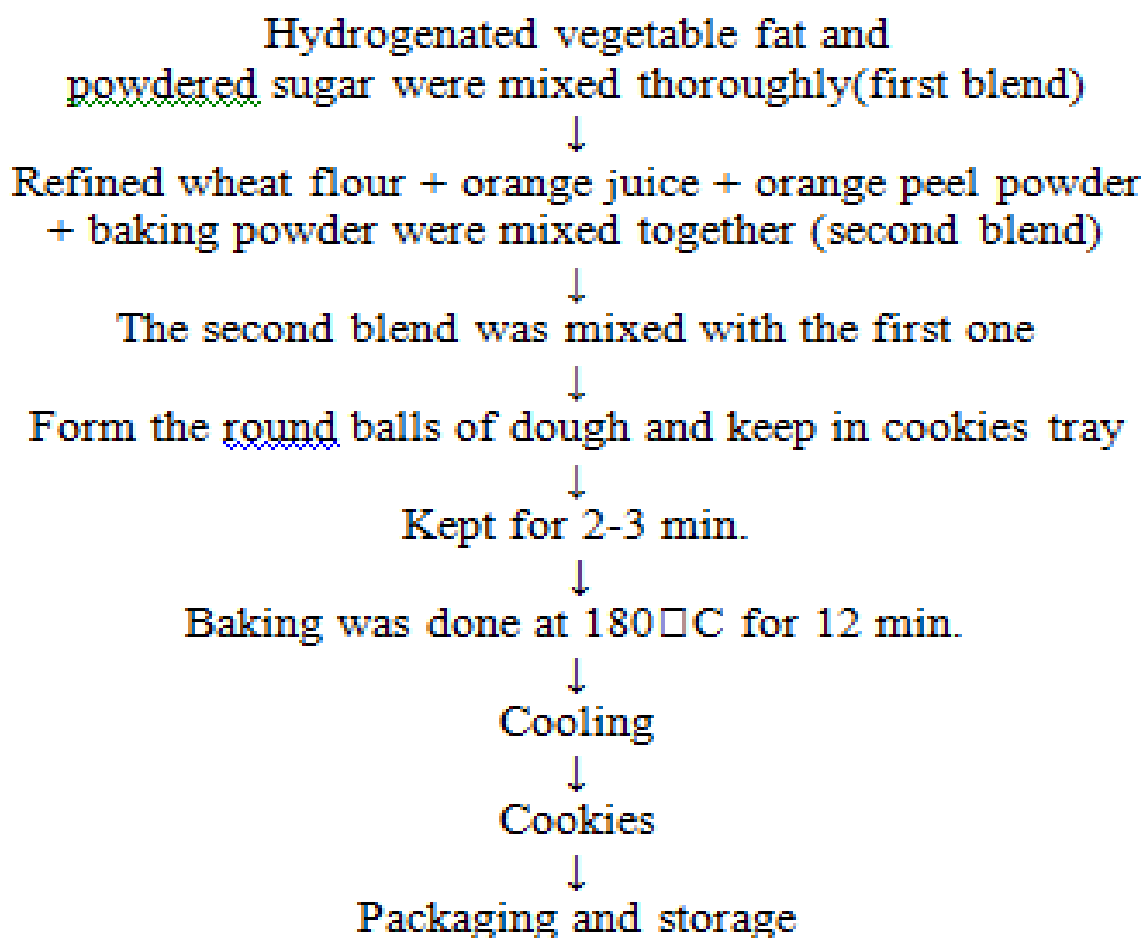 Hydrogenated vegetable fat and
powdered sugar were mixed thoroughly(first blend)
↓
Refined wheat flour + orange juice + orange peel powder
+ baking powder were mixed together (second blend)
↓
The second blend was mixed with the first one
↓
Form the round balls of dough and keep in cookies tray
↓
Kept for 2-3 min.
↓
Baking was done at 180□C for 12 min.
↓
Cooling
↓
Cookies
↓
Packaging and storage